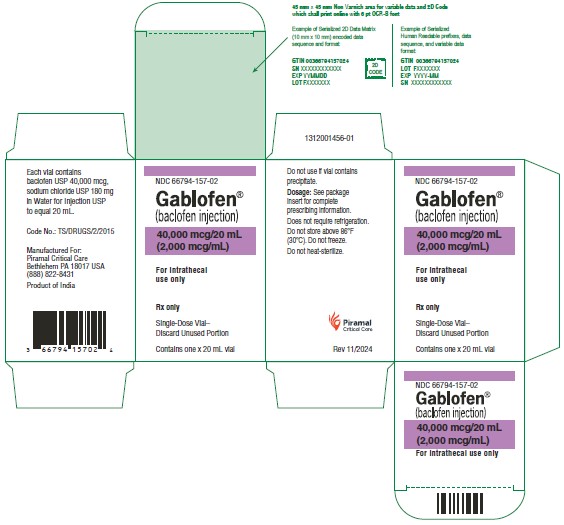 45 mm x 45 mm Non Varnish area for variable data and 2D Code
which shall print online with 6 pt OCR-B font
Example of Serialized 2D Data Matrix
(10 mm x 10 mm) encoded data
sequence and format
GTIN 00366794157024
SN XXXXXXXXXXXX
EXP YYMMDD
LOT FXXXXXXX
2D
CODE
Example of Serialized
Human Readable prefixes, data
sequence, and variable data
format
GTIN 00366794157024
LOT FXXXXXXX
EXP YYYY-MM
SN XXXXXXXXXXXX
1312001456-01
Each vial contains
baclofen USP 40,000 mcg,
sodium chloride USP 180 mg
in Water for Injection USP
to equal 20 mL.
Code No.: TS/DRUGS/2/2015
Manufactured For:
Piramal Critical Care
Bethlehem PA 18017 USA
(888) 822-8431
Product of India
3 66794 15702 4
NDC 66794-157-02
Gablofen®
(baclofen injection)
40,000 mcg/20 mL
(2,000 mcg/mL)
For Intrathecal
use only
Rx only
Single-Dose Vial–
Discard Unused Portion
Contains one x 20 mL vial
Do not use if vial contains
precipitate.
Dosage: See package
insert for complete
prescribing information.
Does not require refrigeration.
Do not store above 86°F
(30°C). Do not freeze.
Do not heat-sterilize.
Piramal
Critical Care
Rev 11/2024
NDC 66794-157-02
Gablofen®
(baclofen injection)
40,000 mcg/20 mL
(2,000 mcg/mL)
For Intrathecal
use only
Rx only
Single-Dose Vial–
Discard Unused Portion
Contains one x 20 mL vial
NDC 66794-157-02
Gablofen®
(baclofen injection)
40,000 mcg/20 mL
(2,000 mcg/mL)
For Intrathecal use only